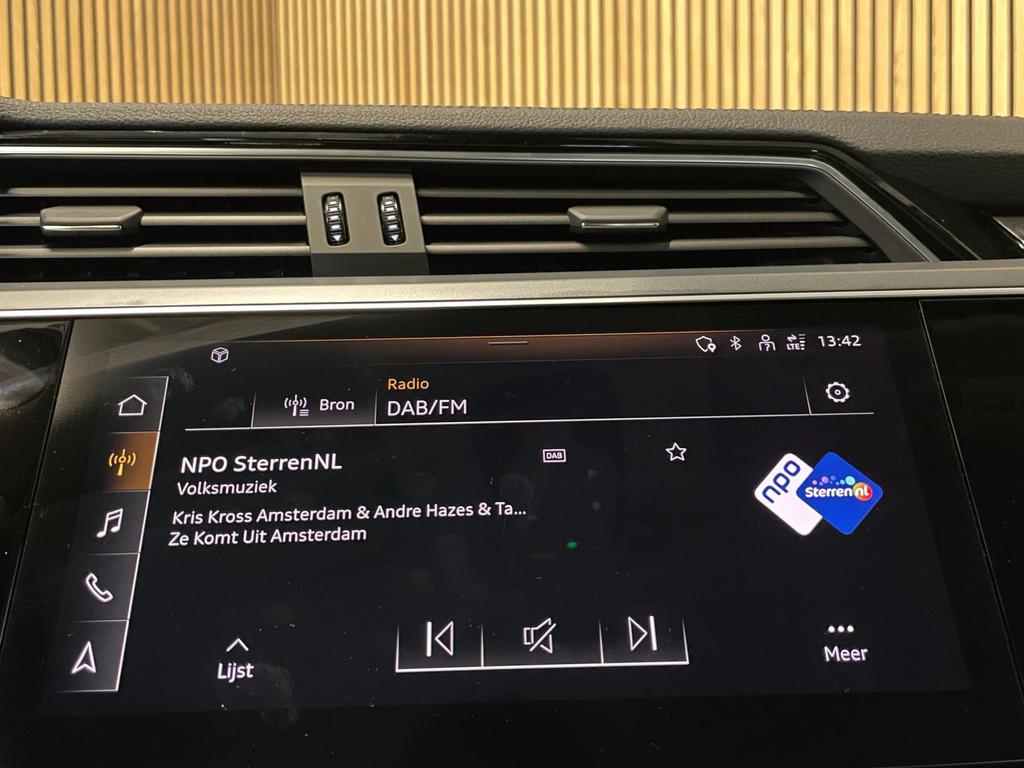 LTE 13:42
Bron
Radio
DAB/FM
NPO SterrenNL
DAB
Volksmuziek
Kris Kross Amsterdam & Andre Hazes & Ta...
Ze Komt Uit Amsterdam
npo
Sterren nl
Lijst
Meer